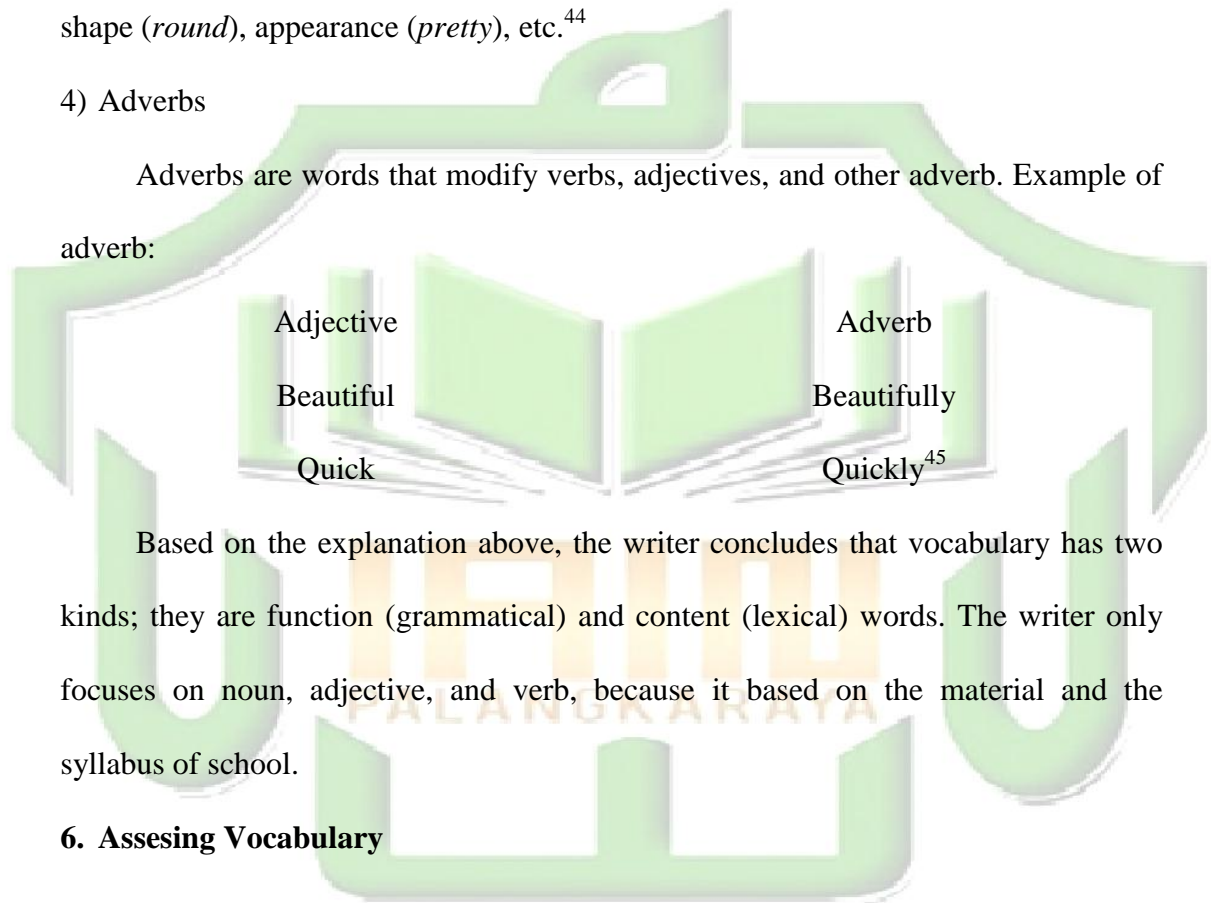 shape (round), appearance (pretty), etc.44
4) Adverbs
Adverbs are words that modify verbs, adjectives, and other adverb. Example of
adverb:
Adjective Adverb
Beautiful Beautifully
Quick Quickly45
Based on the explanation above, the writer concludes that vocabulary has two
kinds; they are function (grammatical) and content (lexical) words. The writer only
focuses on noun, adjective, and verb, because it based on the material and the
syllabus of school.
6. Assesing Vocabulary
IAIN
PALANGKARAYA